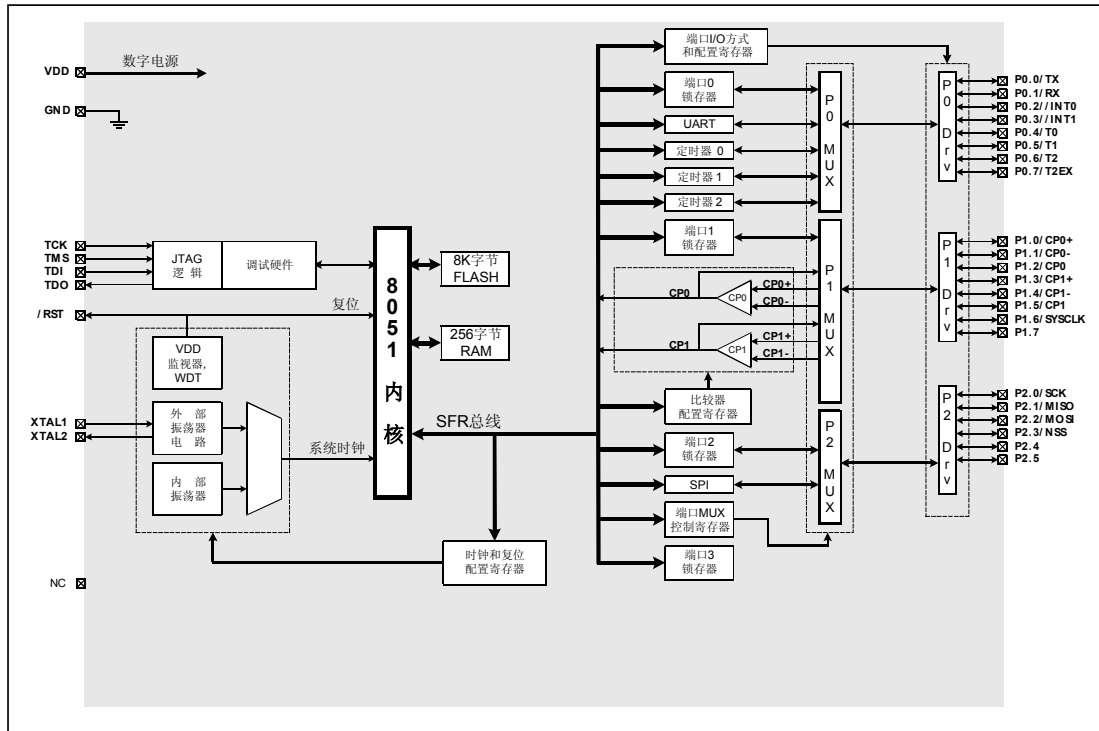 VDD
数字电源
GND
TCK
TMS
TDI
TDO
JTAG
逻 辑
调试硬件
/ RST
复位
VDD
监视器,
WDT
XTAL1
XTAL2
外 部
振荡器
电 路
内 部
振荡器
系统时钟
NC
8051内核
8K字节
FLASH
256字节
RAM
SFR总线
时钟和复位
配置寄存器
端口I/O方式
和配置寄存器
端口0
锁存器
UART
定时器 0
定时器 1
定时器 2
端口1
锁存器
CP0
CP0
CP0+
CP0-
CP1
CP1
CP1+
CP1-
比较器
配置寄存器
端口2
锁存器
SPI
端口MUX
控制寄存器
端口3
锁存器
P0 MUX
P1 MUX
P2 MUX
P0 Drv
P1 Drv
P2 Drv
P0.0/ TX
P0.1/ RX
P0.2/ /INT0
P0.3/ /INT1
P0.4/ T0
P0.5/ T1
P0.6/ T2
P0.7/ T2EX
P1.0/ CP0+
P1.1/ CP0-
P1.2/ CP0
P1.3/ CP1+
P1.4/ CP1-
P1.5/ CP1
P1.6/ SYSCLK
P1.7
P2.0/ SCK
P2.1/ MISO
P2.2/ MOSI
P2.3/ NSS
P2.4
P2.5